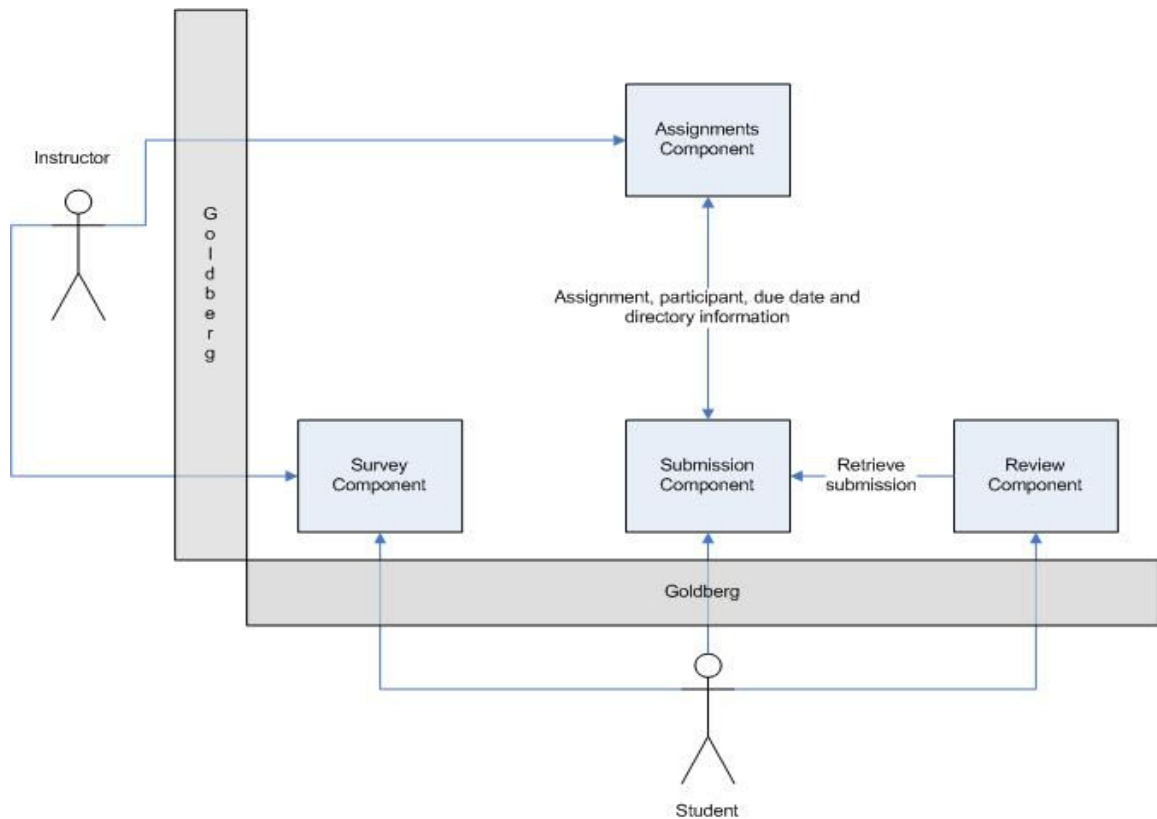 Assignments
Component
Instructor
G
o
l
d
b
e
r
g
Assignment, participant, due date and
directory information
Survey
Component
Submission
Component
Retrieve
submission
Review
Component
Goldberg
Student